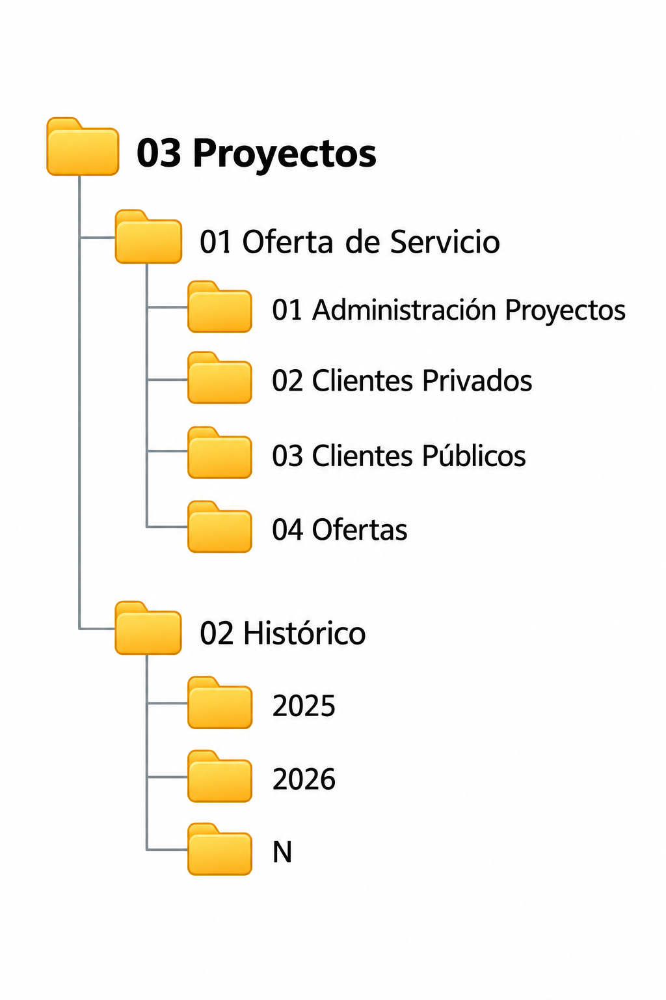 03 Proyectos
01 Oferta de Servicio
01 Administración Proyectos
02 Clientes Privados
03 Clientes Públicos
04 Ofertas
02 Histórico
2025
2026
N